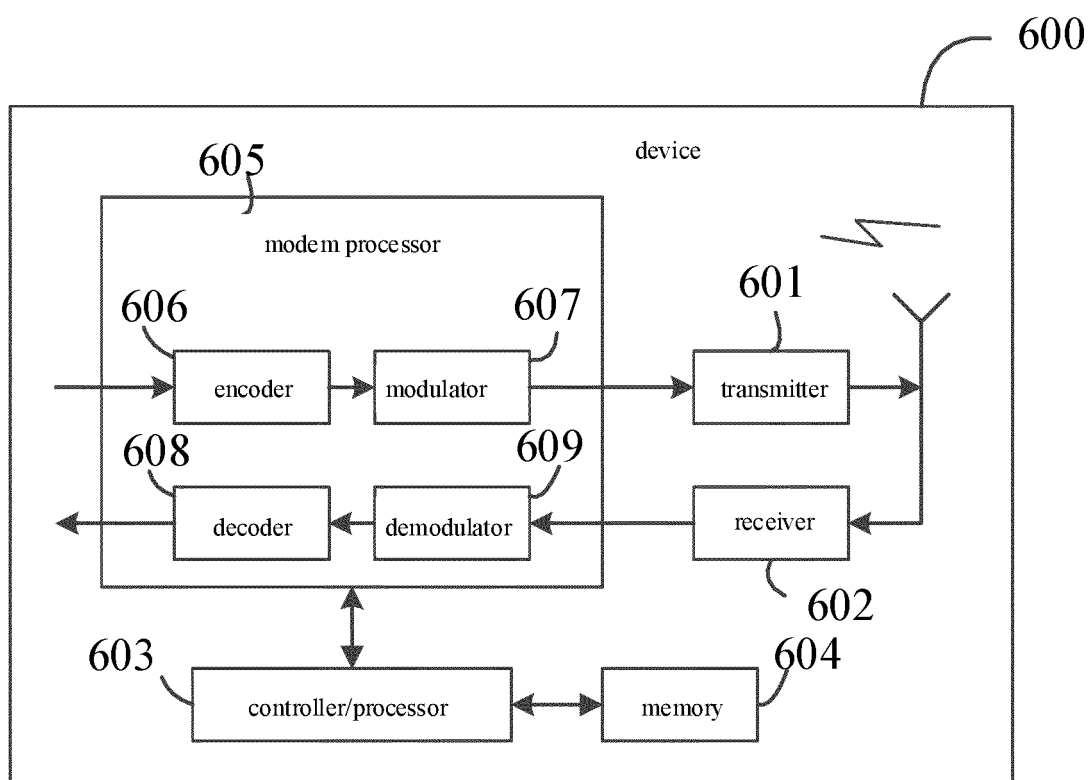 600
device
605
modem processor
606
607
601
encoder
modulator
transmitter
608
609
decoder
demodulator
receiver
602
603
604
controller/processor
memory